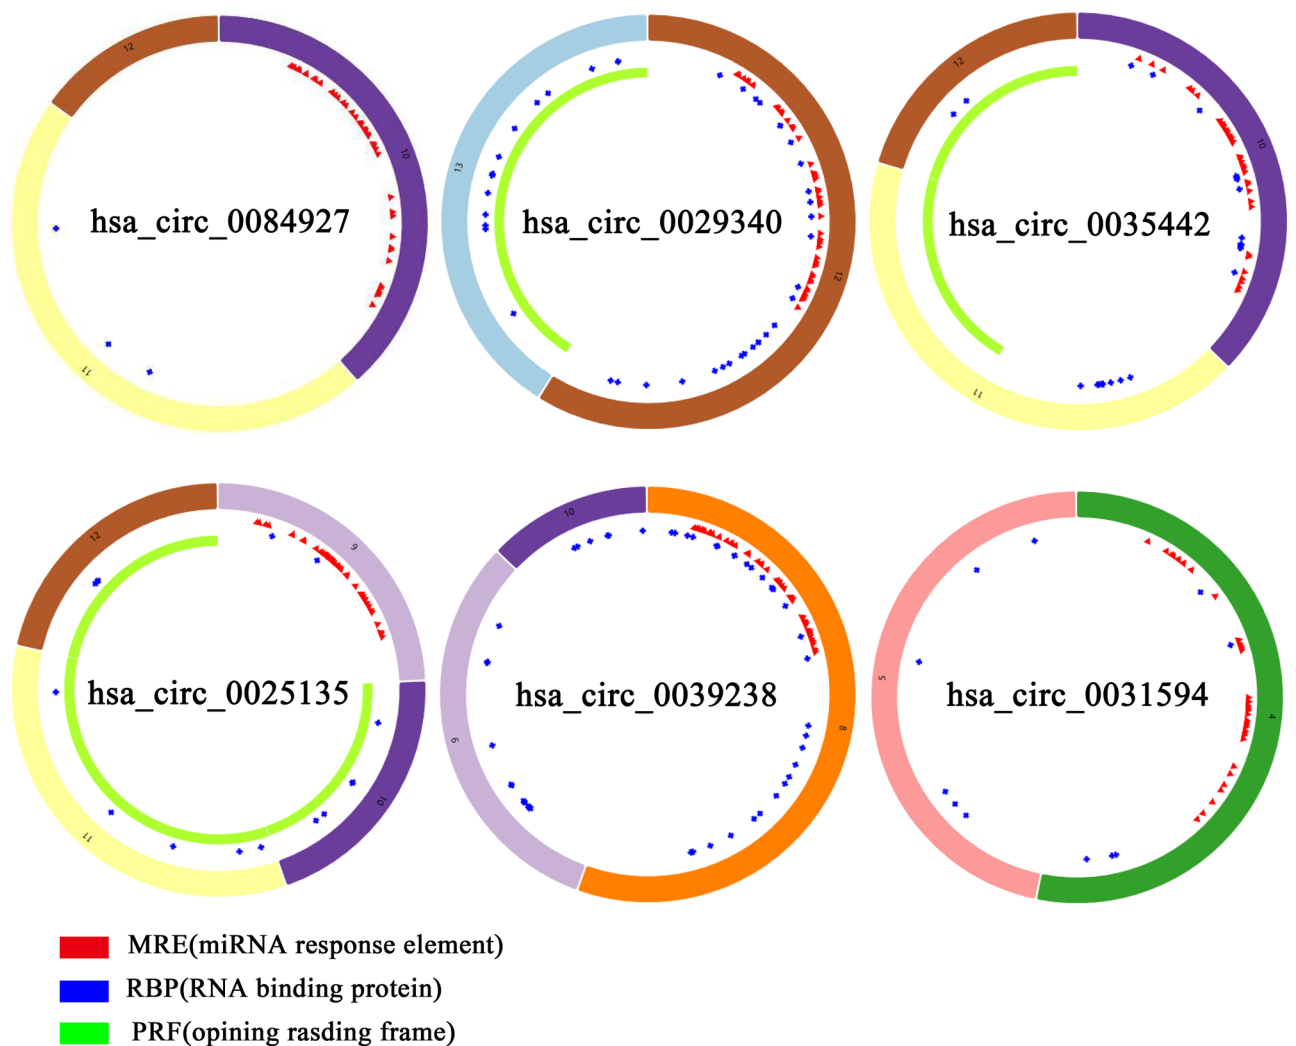 12
10
hsa_circ_0084927
11
13
hsa_circ_0029340
12
12
10
hsa_circ_0035442
11
12
9
hsa_circ_0025135
10
11
10
hsa_circ_0039238
9
8
5
hsa_circ_0031594
4
MRE(miRNA response element)
RBP(RNA binding protein)
PRF(opining rasding frame)